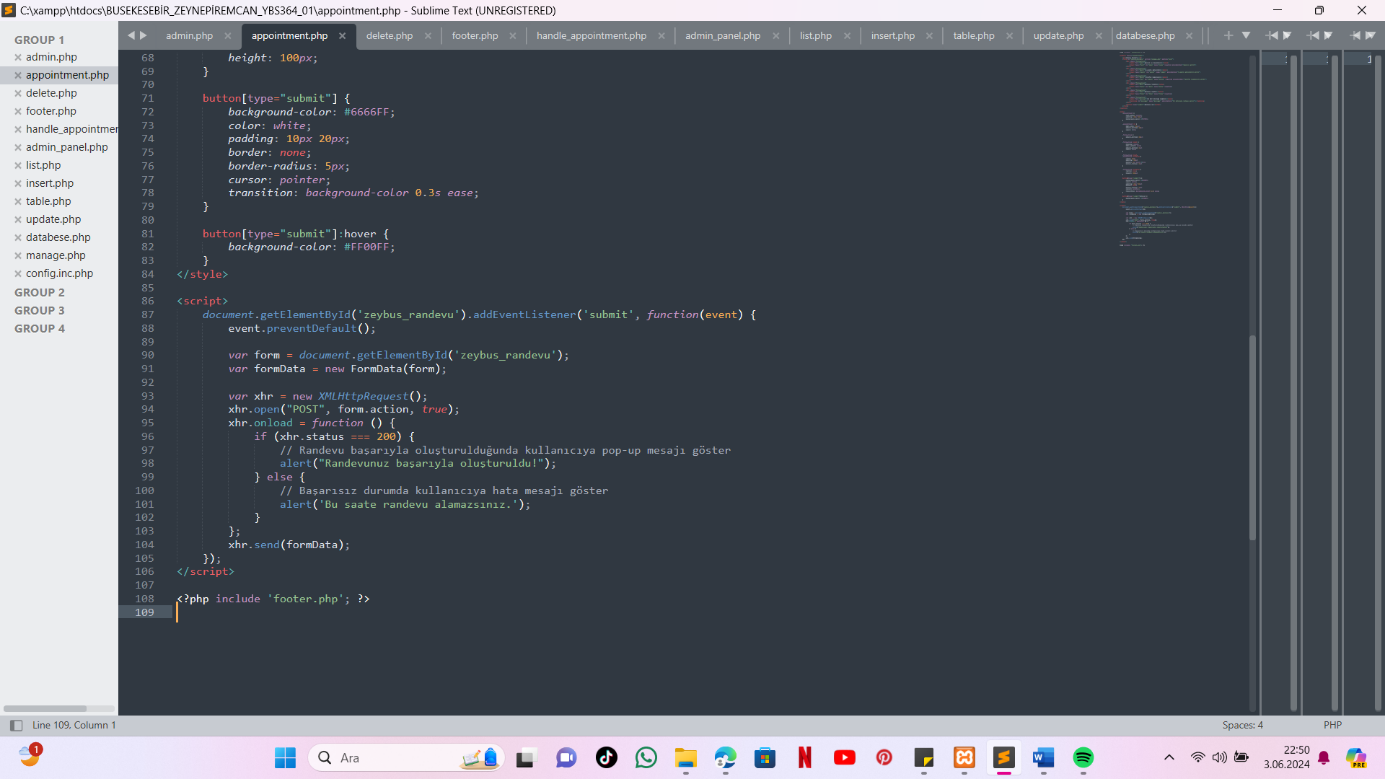 C:\xampp\htdocs\BUSEKESEBİR_ZEYNEPİREMCAN_YBS364_01\appointment.php - Sublime Text (UNREGISTERED)
GROUP 1
admin.php
appointment.php
delete.php
footer.php
handle_appointmer
admin_panel.php
list.php
insert.php
table.php
update.php
databese.php
manage.php
config.inc.php
GROUP 2
GROUP 3
GROUP 4
admin.php appointment.php delete.php footer.php handle_appointment.php admin_panel.php list.php insert.php table.php update.php databese.php
68 height: 100px;
69 }
70
71 button[type="submit"] {
72 background-color: #6666FF;
73 color: white;
74 padding: 10px 20px;
75 border: none;
76 border-radius: 5px;
77 cursor: pointer;
78 transition: background-color 0.3s ease;
79 }
80
81 button[type="submit"]:hover {
82 background-color: #FF00FF;
83 }
84 </style>
85
86 <script>
87 document.getElementById('zeybus_randevu').addEventListener('submit', function(event) {
88 event.preventDefault();
89
90 var form = document.getElementById('zeybus_randevu');
91 var formData = new FormData(form);
92
93 var xhr = new XMLHttpRequest();
94 xhr.open("POST", form.action, true);
95 xhr.onload = function () {
96 if (xhr.status === 200) {
97 // Randevu başarıyla oluşturulduğunda kullanıcıya pop-up mesajı göster
98 alert("Randevunuz başarıyla oluşturuldu!");
99 } else {
100 // Başarısız durumda kullanıcıya hata mesajı göster
101 alert('Bu saate randevu alamazsınız.');
102 }
103 };
104 xhr.send(formData);
105 });
106 </script>
107
108 <?php include 'footer.php'; ?>
109
Line 109, Column 1
Spaces: 4
PHP
1
Ara
22:50
3.06.2024
PRE